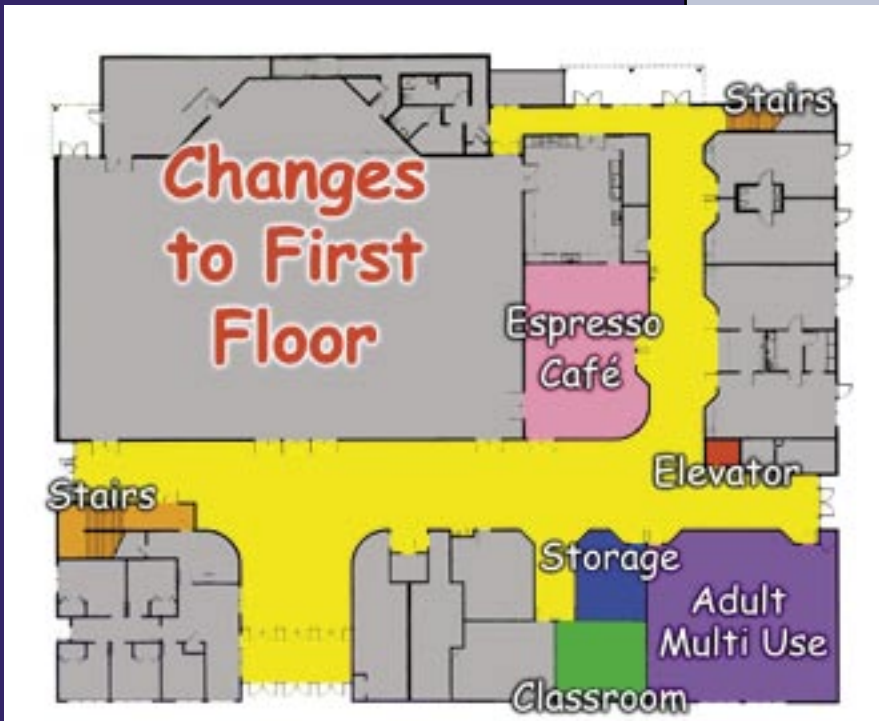 Stairs
Changes
to First
Floor
Espresso
Café
Elevator
Stairs
Storage
Adult
Multi Use
Classroom